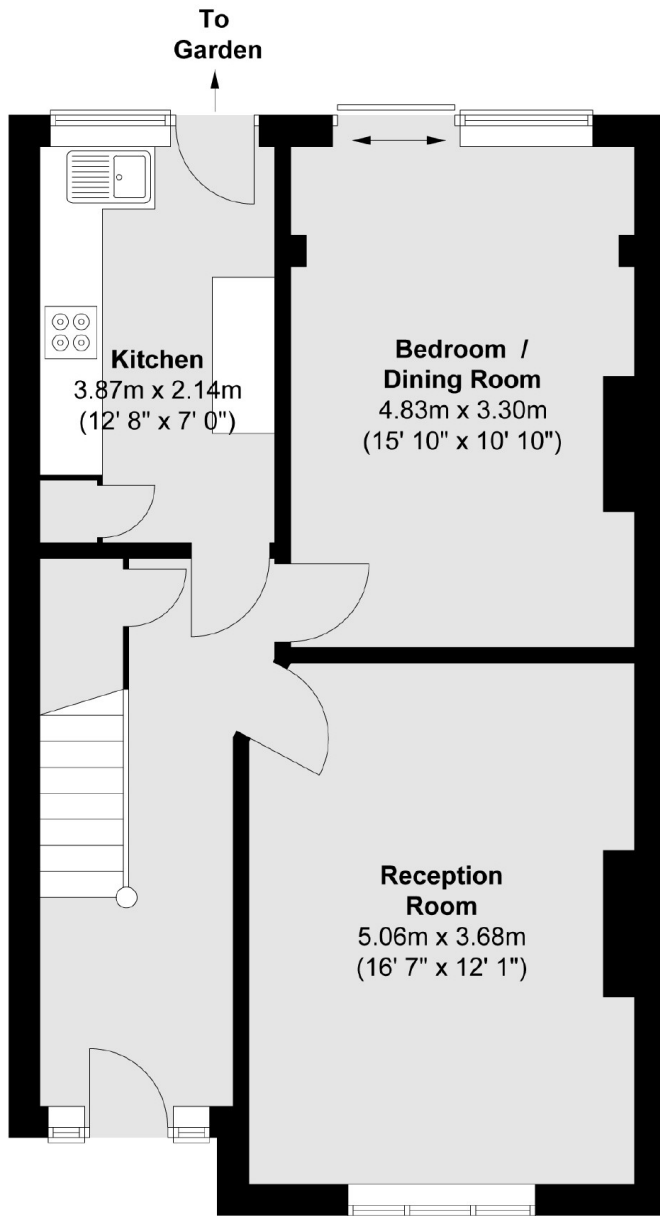 To
Garden
Kitchen
3.87m x 2.14m
(12' 8" x 7' 0")
Bedroom /
Dining Room
4.83m x 3.30m
(15' 10" x 10' 10")
Reception
Room
5.06m x 3.68m
(16' 7" x 12' 1")